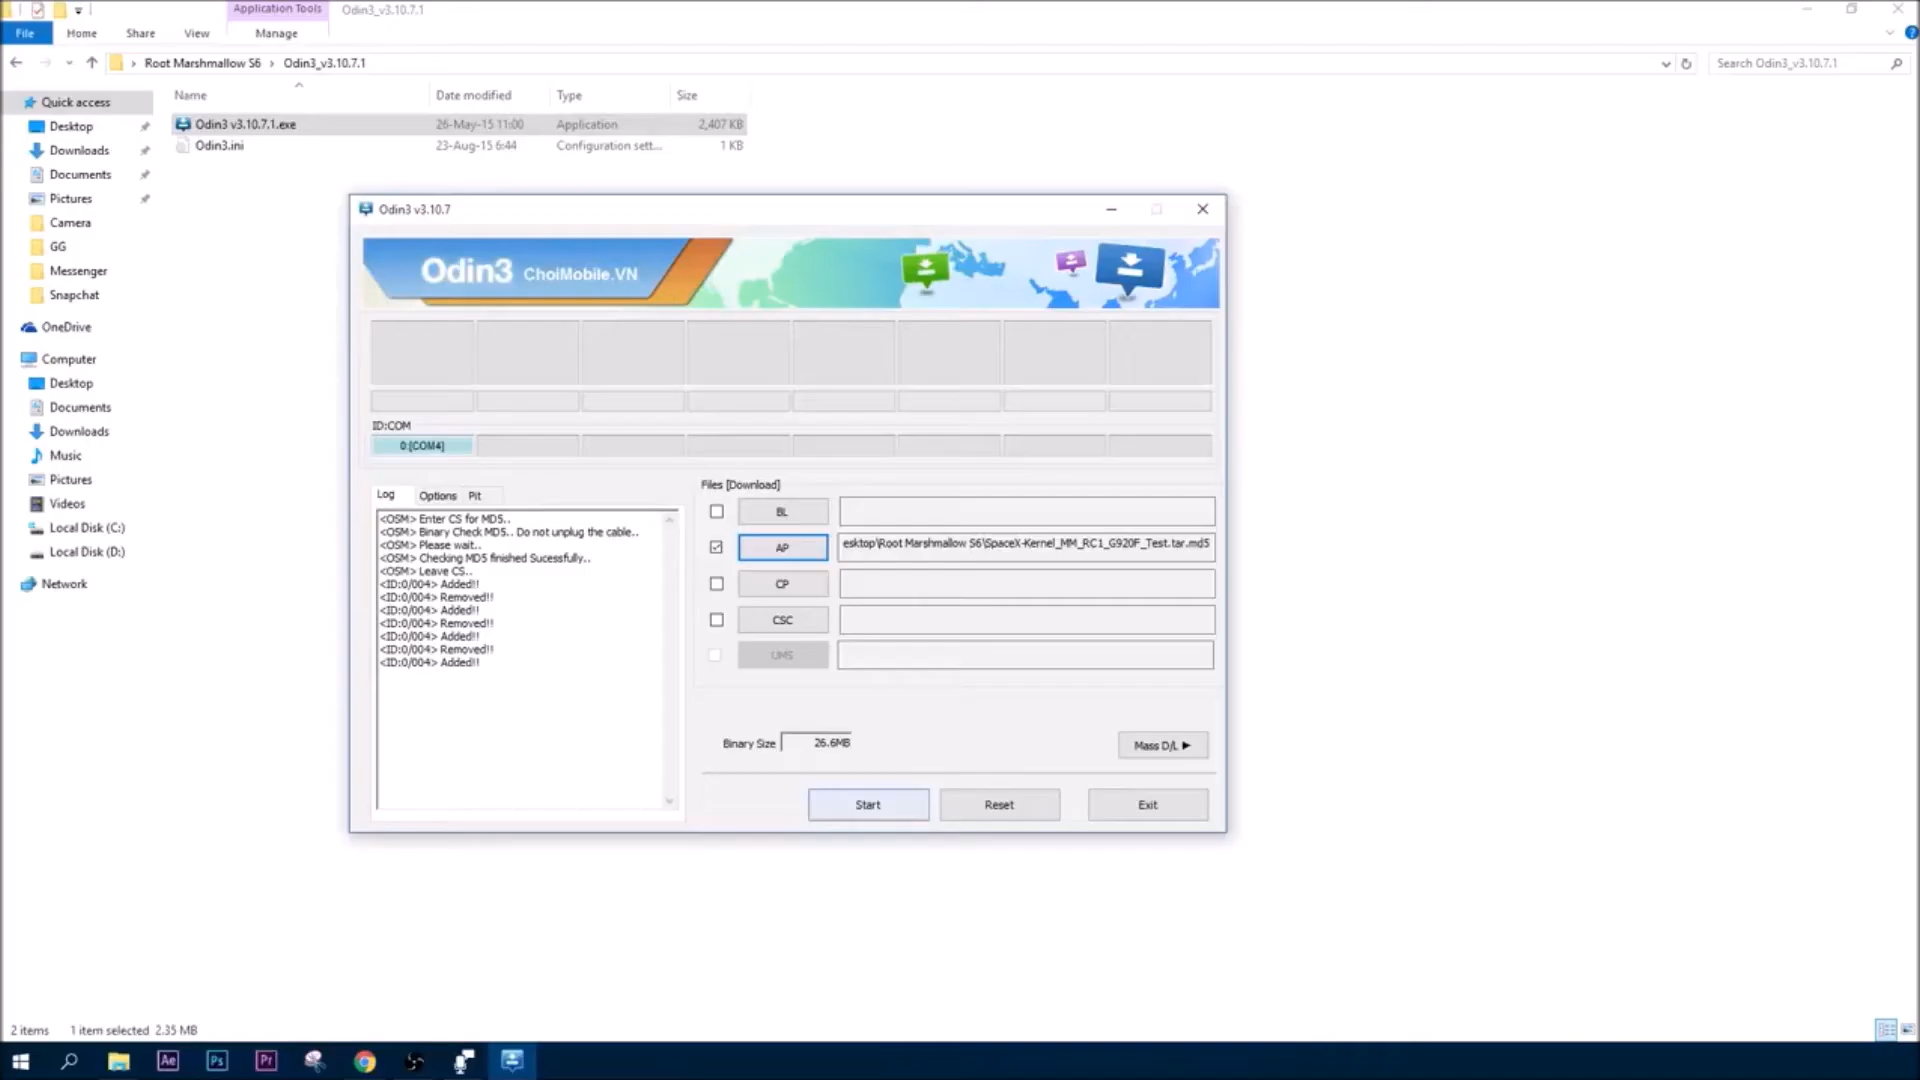 Application Tools
Odin3_v3.10.7.1
File
Home
Share
View
Manage
Root Marshmallow S6 > Odin3_v3.10.7.1
Search Odin3_v3.10.7.1
Name
Date modified
Type
Size
Odin3 v3.10.7.1.exe
26-May-15 11:00
Application
2,407 KB
Odin3.ini
23-Aug-15 6:44
Configuration sett...
1 KB
Quick access
Desktop
Downloads
Documents
Pictures
Camera
GG
Messenger
Snapchat
OneDrive
Computer
Desktop
Documents
Downloads
Music
Pictures
Videos
Local Disk (C:)
Local Disk (D:)
Network
Odin3 v3.10.7
Odin3 ChoiMobile.VN
ID:COM
0:[COM4]
Log
Options
Pit
<OSM> Enter CS for MD5..
<OSM> Binary Check MD5.. Do not unplug the cable..
<OSM> Please wait..
<OSM> Checking MD5 finished Sucessfully..
<OSM> Leave CS..
<ID:0/004> Added!!
<ID:0/004> Removed!!
<ID:0/004> Added!!
<ID:0/004> Removed!!
<ID:0/004> Added!!
<ID:0/004> Removed!!
<ID:0/004> Added!!
Files [Download]
BL
AP
esktop\Root Marshmallow S6\SpaceX-Kernel_MM_RC1_G920F_Test.tar.md5
CP
CSC
UMS
Binary Size
26.6MB
Mass D/L
Start
Reset
Exit
2 items
1 item selected 2.35 MB
Ae
Ps
Pr